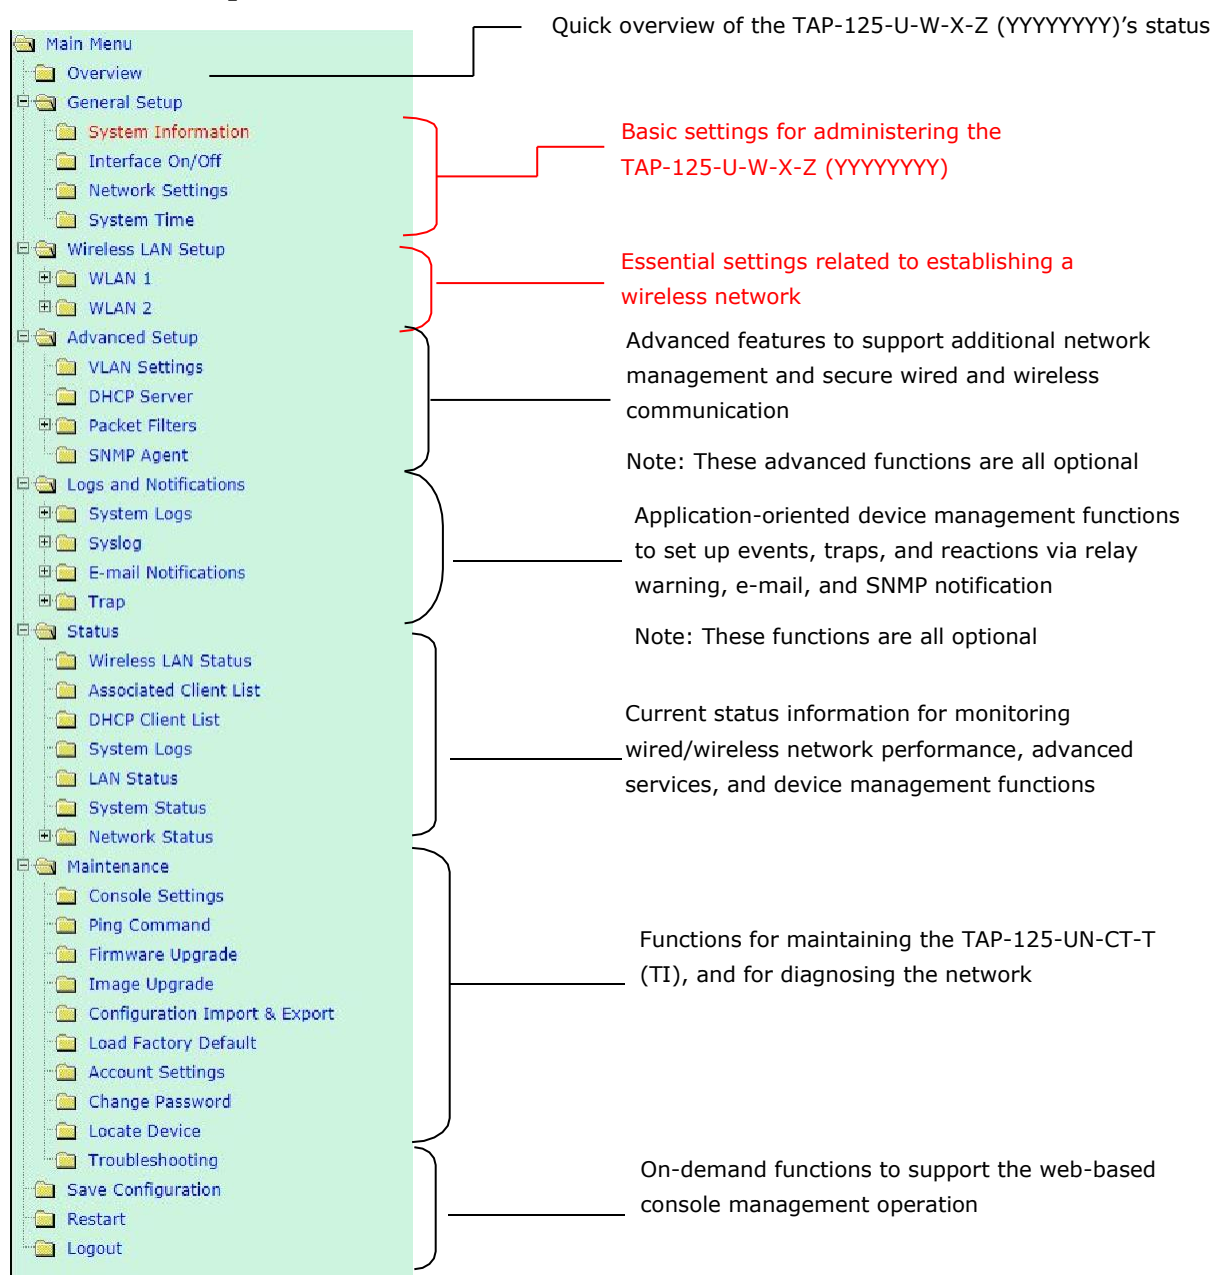 Main Menu
Overview
General Setup
System Information
Interface On/Off
Network Settings
System Time
Wireless LAN Setup
WLAN 1
WLAN 2
Advanced Setup
VLAN Settings
DHCP Server
Packet Filters
SNMP Agent
Logs and Notifications
System Logs
Syslog
E-mail Notifications
Trap
Status
Wireless LAN Status
Associated Client List
DHCP Client List
System Logs
LAN Status
System Status
Network Status
Maintenance
Console Settings
Ping Command
Firmware Upgrade
Image Upgrade
Configuration Import & Export
Load Factory Default
Account Settings
Change Password
Locate Device
Troubleshooting
Save Configuration
Restart
Logout
Quick overview of the TAP-125-U-W-X-Z (YYYYYYYY)’s status
Basic settings for administering the
TAP-125-U-W-X-Z (YYYYYYYY)
Essential settings related to establishing a
wireless network
Advanced features to support additional network
management and secure wired and wireless
communication
Note: These advanced functions are all optional
Application-oriented device management functions
to set up events, traps, and reactions via relay
warning, e-mail, and SNMP notification
Note: These functions are all optional
Current status information for monitoring
wired/wireless network performance, advanced
services, and device management functions
Functions for maintaining the TAP-125-UN-CT-T
(TI), and for diagnosing the network
On-demand functions to support the web-based
console management operation